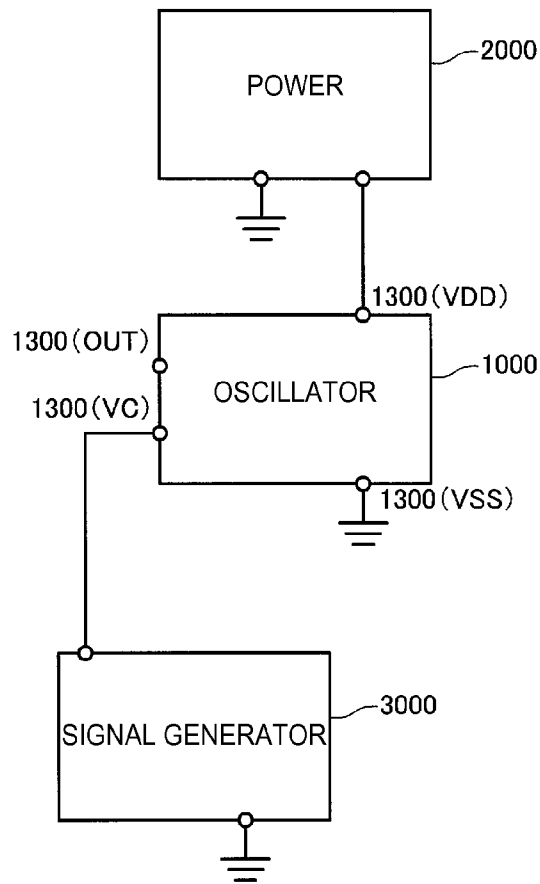 2000
POWER
1300(VDD)
1300(OUT)
1000
OSCILLATOR
1300(VC)
1300(VSS)
3000
SIGNAL GENERATOR